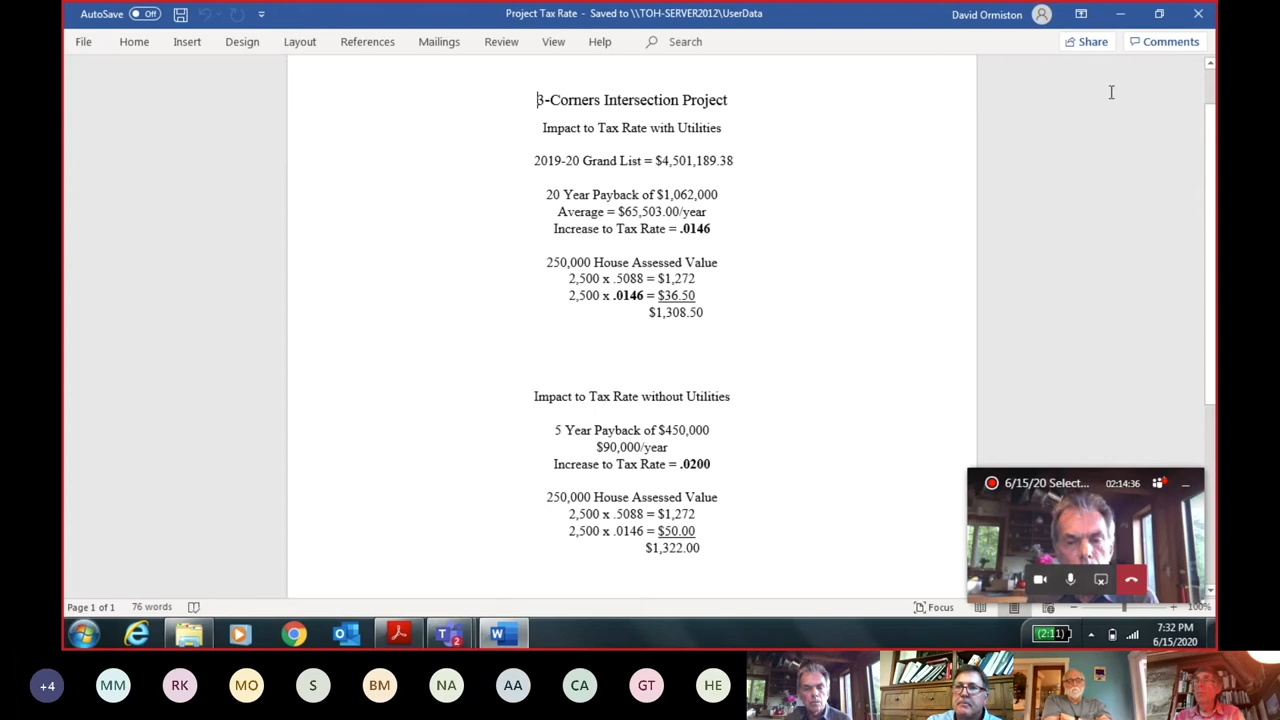 AutoSave Off
Project Tax Rate - Saved to \\TOH-SERVER2012\UserData
David Ormiston
File Home Insert Design Layout References Mailings Review View Help Search Share Comments
3-Corners Intersection Project
Impact to Tax Rate with Utilities
2019-20 Grand List = $4,501,189.38
20 Year Payback of $1,062,000
Average = $65,503.00/year
Increase to Tax Rate = .0146
250,000 House Assessed Value
2,500 x .5088 = $1,272
2,500 x .0146 = $36.50
$1,308.50
Impact to Tax Rate without Utilities
5 Year Payback of $450,000
$90,000/year
Increase to Tax Rate = .0200
250,000 House Assessed Value
2,500 x .5088 = $1,272
2,500 x .0146 = $50.00
$1,322.00
6/15/20 Select... 02:14:36
Page 1 of 1 76 words
Focus 100%
(2:11)
7:32 PM
6/15/2020
+4 MM RK MO S BM NA AA CA GT HE